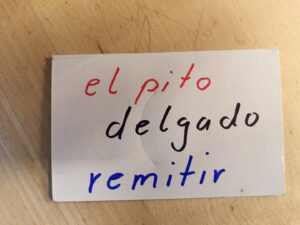 el pito
delgado
remitir